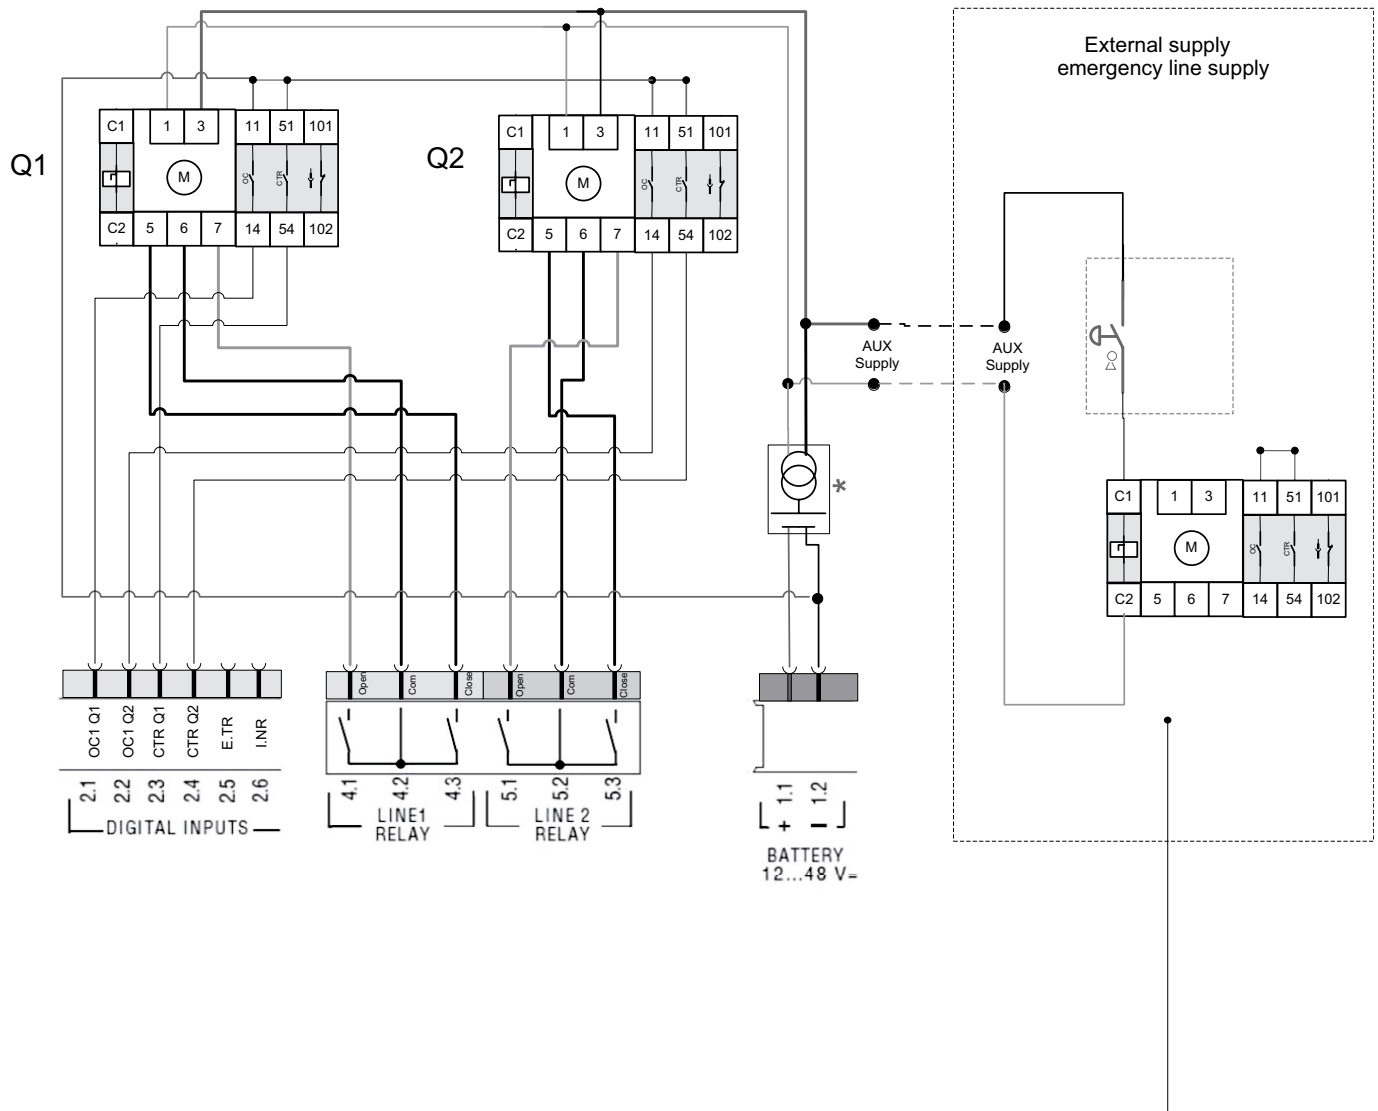 External supply
emergency line supply
Q1
C1 1 3 11 51 101
M OC CTR
C2 5 6 7 14 54 102
Q2
C1 1 3 11 51 101
M OC CTR
C2 5 6 7 14 54 102
AUX
Supply
AUX
Supply
*
C1 1 3 11 51 101
M OC CTR
C2 5 6 7 14 54 102
Open Com Close Open Com Close
OC1 Q1 OC1 Q2 CTR Q1 CTR Q2 E.TR I.NR
2.1 2.2 2.3 2.4 2.5 2.6
DIGITAL INPUTS
4.1 4.2 4.3
LINE1
RELAY
5.1 5.2 5.3
LINE 2
RELAY
1.1 1.2
+ −
BATTERY
12...48 V=